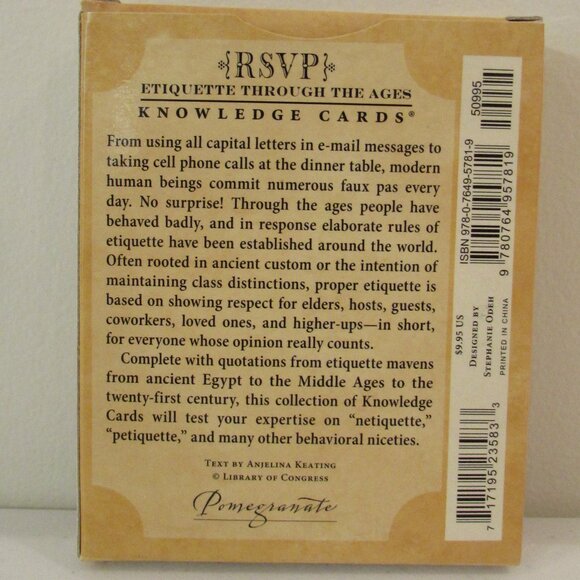 RSVP
ETIQUETTE THROUGH THE AGES
KNOWLEDGE CARDS®
From using all capital letters in e-mail messages to
taking cell phone calls at the dinner table, modern
human beings commit numerous faux pas every
day. No surprise! Through the ages people have
behaved badly, and in response elaborate rules of
etiquette have been established around the world.
Often rooted in ancient custom or the intention of
maintaining class distinctions, proper etiquette is
based on showing respect for elders, hosts, guests,
coworkers, loved ones, and higher-ups—in short,
for everyone whose opinion really counts.
Complete with quotations from etiquette mavens
from ancient Egypt to the Middle Ages to the
twenty-first century, this collection of Knowledge
Cards will test your expertise on “netiquette,”
“petiquette,” and many other behavioral niceties.
TEXT BY ANJELINA KEATING
© LIBRARY OF CONGRESS
Pomegranate
ISBN 978-0-7649-5781-9
50995
9 780764 957819
$9.95 US
DESIGNED BY
STEPHANIE ODEH
PRINTED IN CHINA
7 17195 23583 3